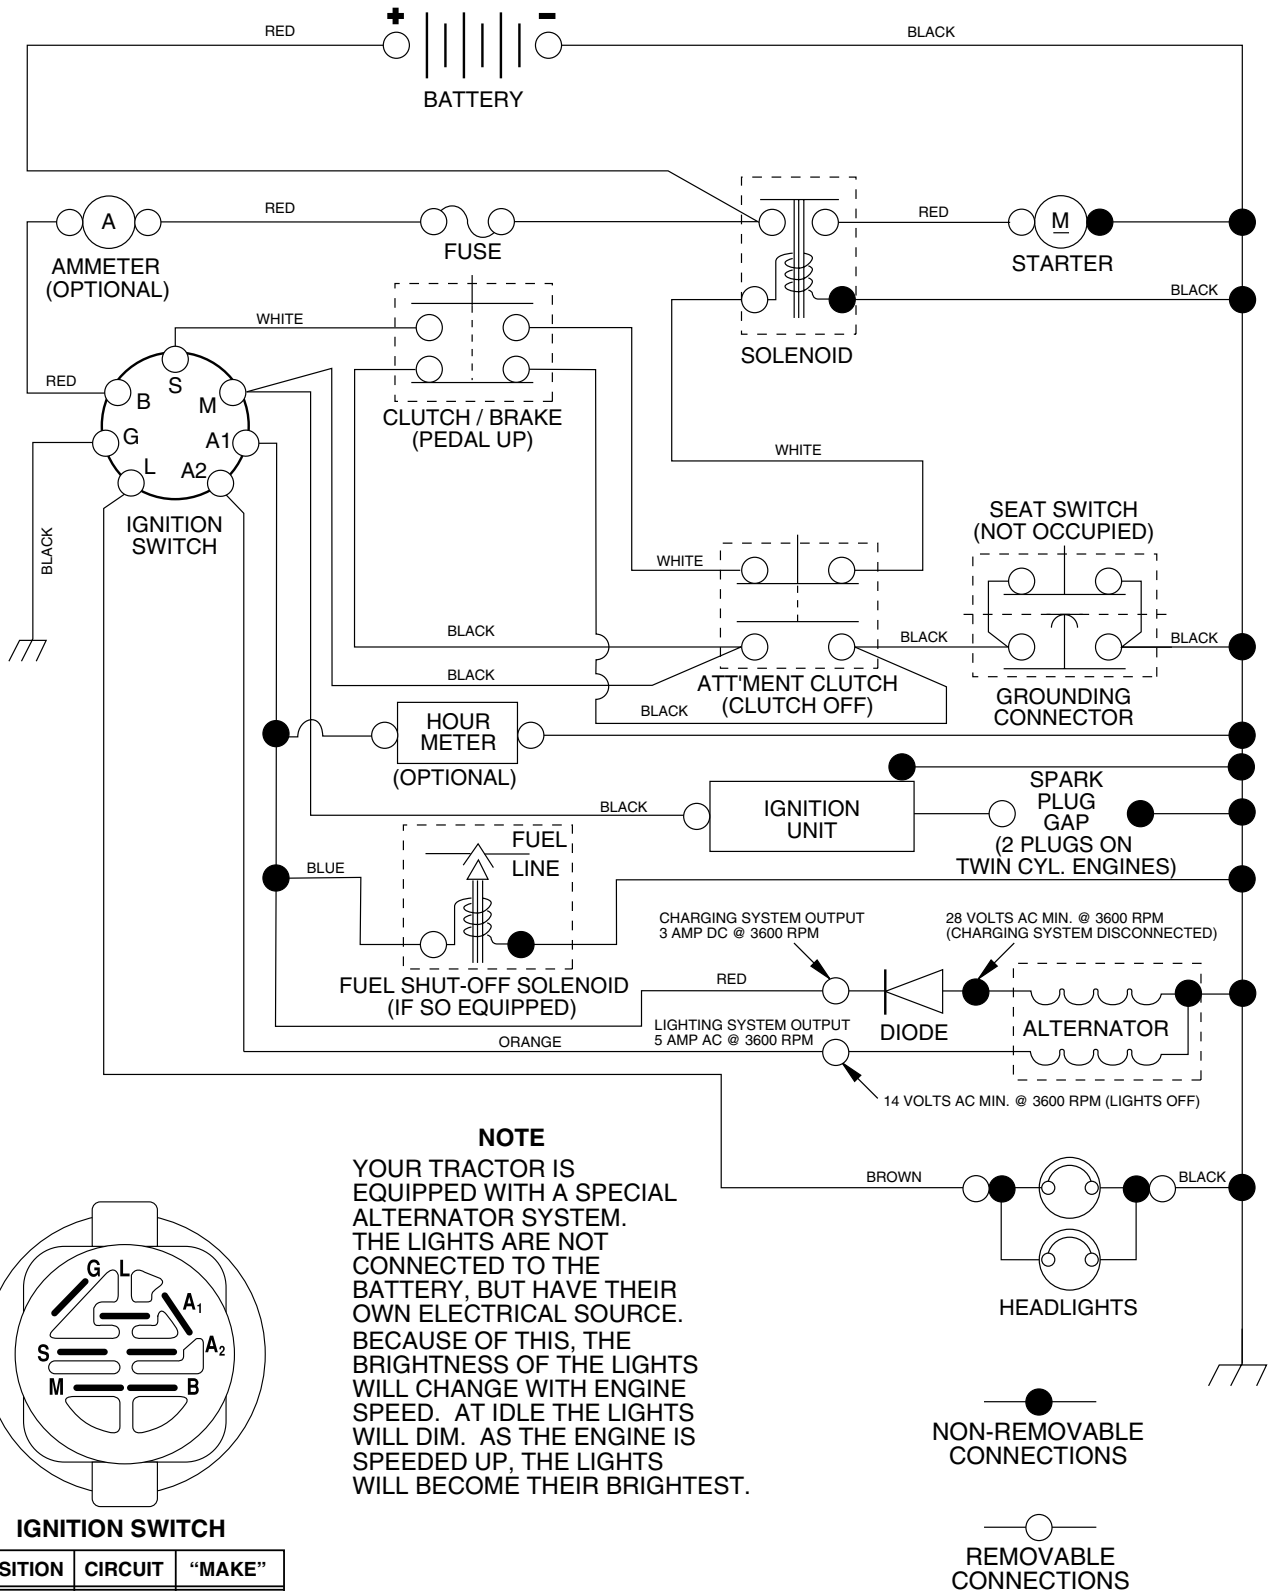 +
-
RED
BLACK
BATTERY
RED
A
AMMETER
(OPTIONAL)
FUSE
RED
M
STARTER
BLACK
SOLENOID
WHITE
CLUTCH / BRAKE
(PEDAL UP)
RED
S
B
M
G
A1
L
A2
IGNITION
SWITCH
BLACK
WHITE
SEAT SWITCH
(NOT OCCUPIED)
WHITE
BLACK
BLACK
BLACK
BLACK
ATT'MENT CLUTCH
(CLUTCH OFF)
BLACK
GROUNDING
CONNECTOR
HOUR
METER
(OPTIONAL)
BLACK
IGNITION
UNIT
SPARK
PLUG
GAP
(2 PLUGS ON
TWIN CYL. ENGINES)
BLUE
FUEL
LINE
FUEL SHUT-OFF SOLENOID
(IF SO EQUIPPED)
CHARGING SYSTEM OUTPUT
3 AMP DC @ 3600 RPM
28 VOLTS AC MIN. @ 3600 RPM
(CHARGING SYSTEM DISCONNECTED)
RED
DIODE
ALTERNATOR
LIGHTING SYSTEM OUTPUT
5 AMP AC @ 3600 RPM
ORANGE
14 VOLTS AC MIN. @ 3600 RPM (LIGHTS OFF)
NOTE
YOUR TRACTOR IS
EQUIPPED WITH A SPECIAL
ALTERNATOR SYSTEM.
THE LIGHTS ARE NOT
CONNECTED TO THE
BATTERY, BUT HAVE THEIR
OWN ELECTRICAL SOURCE.
BECAUSE OF THIS, THE
BRIGHTNESS OF THE LIGHTS
WILL CHANGE WITH ENGINE
SPEED. AT IDLE THE LIGHTS
WILL DIM. AS THE ENGINE IS
SPEEDED UP, THE LIGHTS
WILL BECOME THEIR BRIGHTEST.
BROWN
BLACK
HEADLIGHTS
G L
A1
S
A2
M
B
IGNITION SWITCH
SITION CIRCUIT “MAKE”
NON-REMOVABLE
CONNECTIONS
REMOVABLE
CONNECTIONS